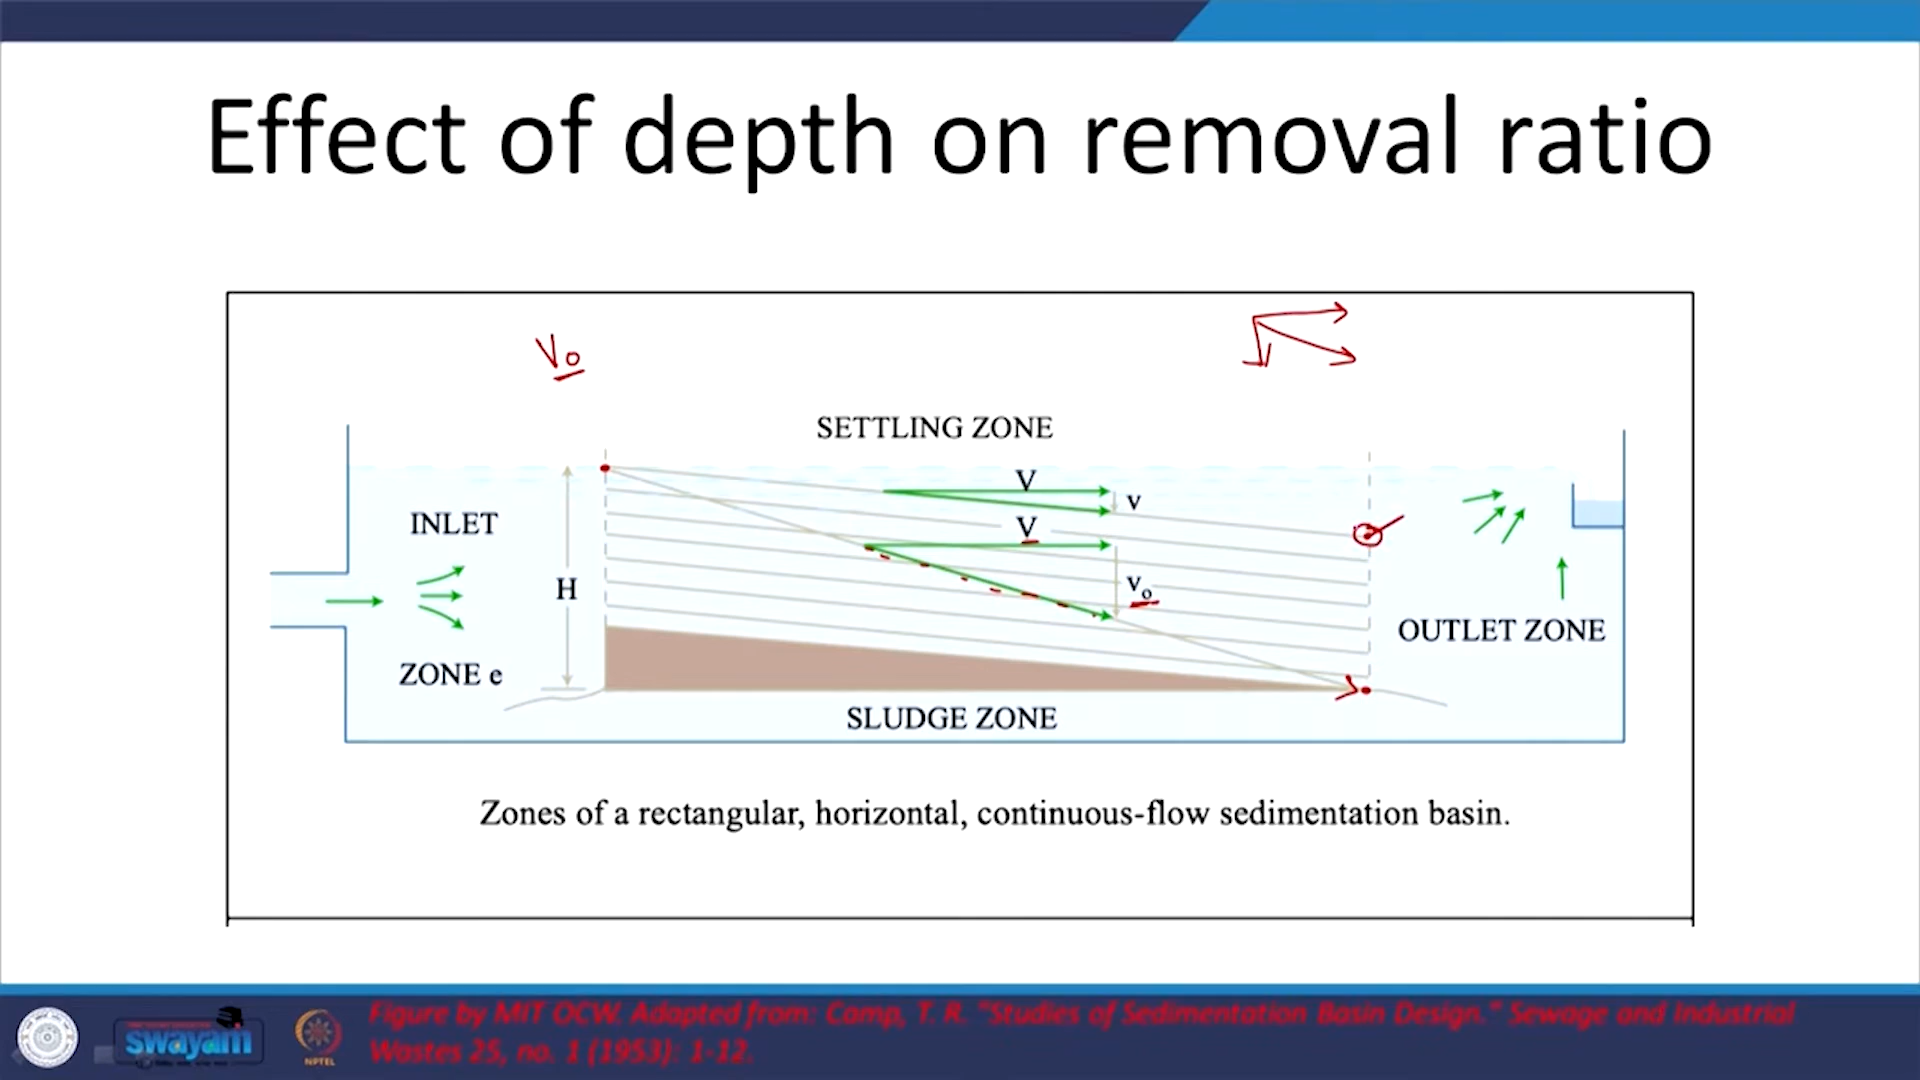 Effect of depth on removal ratio
Vo
SETTLING ZONE
V
v
INLET
V
H
vo
OUTLET ZONE
ZONE e
SLUDGE ZONE
Zones of a rectangular, horizontal, continuous-flow sedimentation basin.
Figure by MIT OCW. Adapted from: Camp, T. R. "Studies of Sedimentation Basin Design." Sewage and Industrial
Wastes 25, no. 1 (1953): 1-12.
swayam
NPTEL